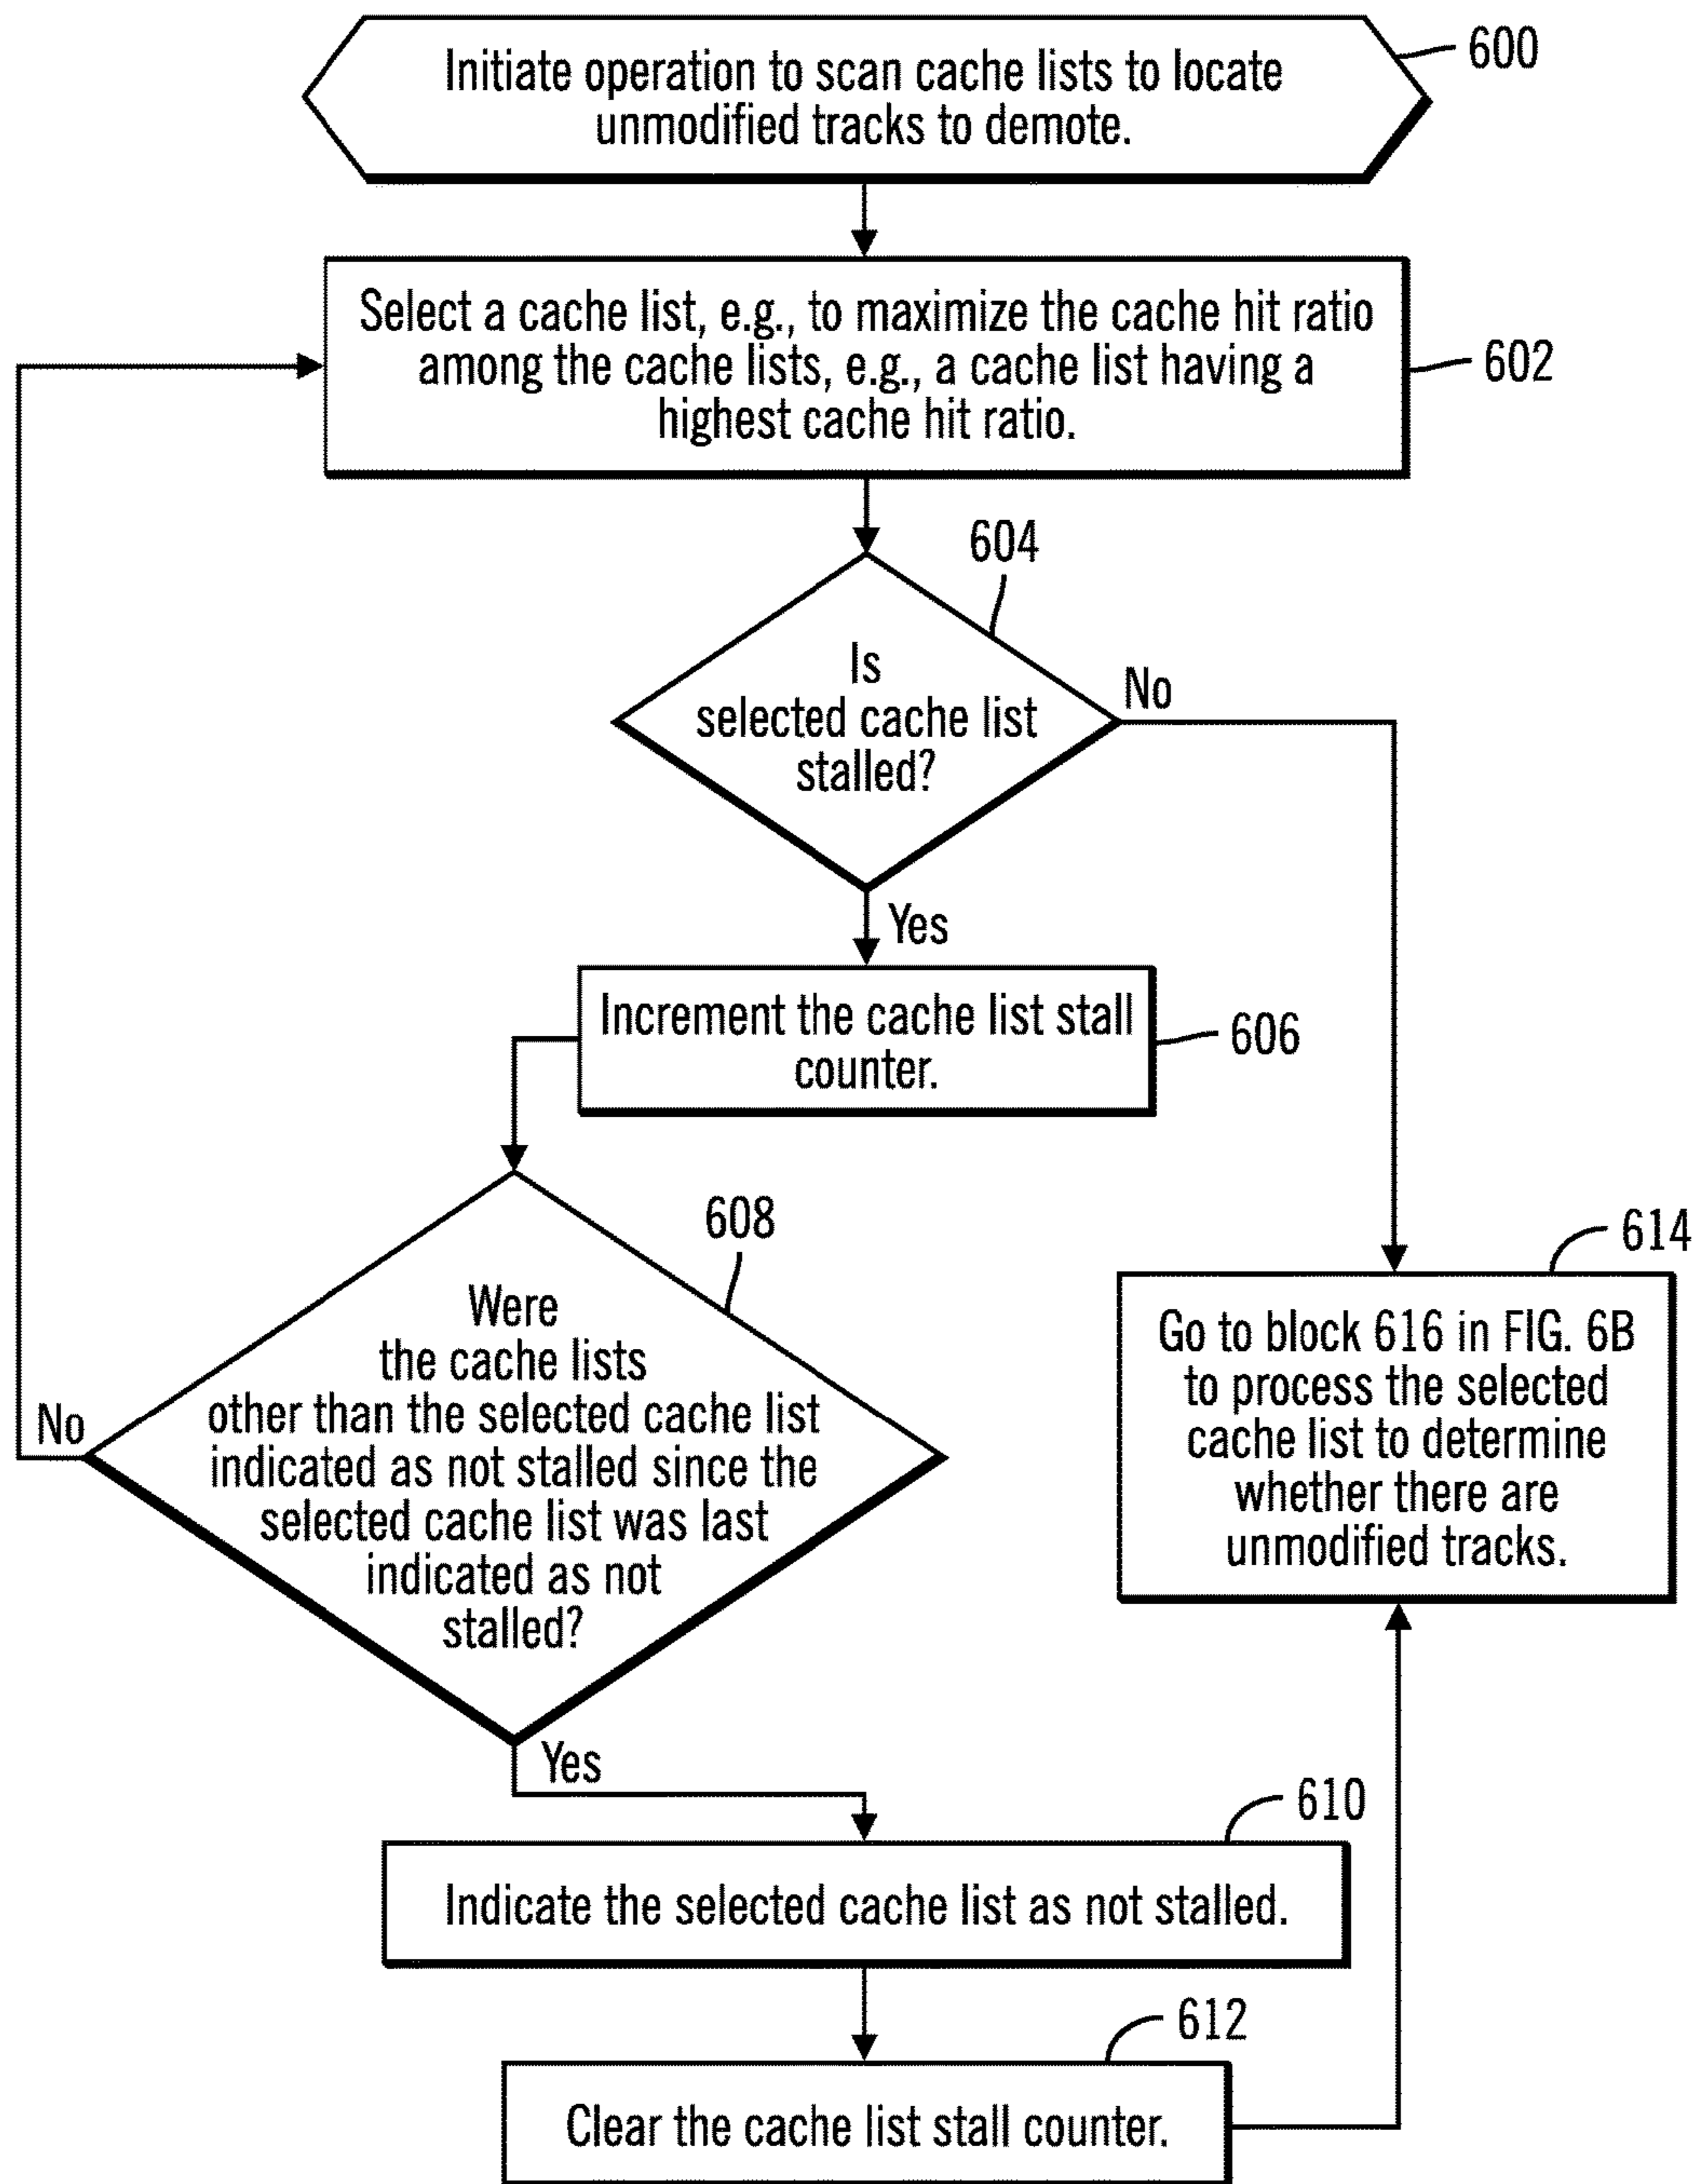 Initiate operation to scan cache lists to locate
unmodified tracks to demote.
600
Select a cache list, e.g., to maximize the cache hit ratio
among the cache lists, e.g., a cache list having a
highest cache hit ratio.
602
604
Is
selected cache list
stalled?
No
Yes
Increment the cache list stall
counter.
606
608
Were
the cache lists
other than the selected cache list
indicated as not stalled since the
selected cache list was last
indicated as not
stalled?
No
Yes
614
Go to block 616 in FIG. 6B
to process the selected
cache list to determine
whether there are
unmodified tracks.
610
Indicate the selected cache list as not stalled.
612
Clear the cache list stall counter.